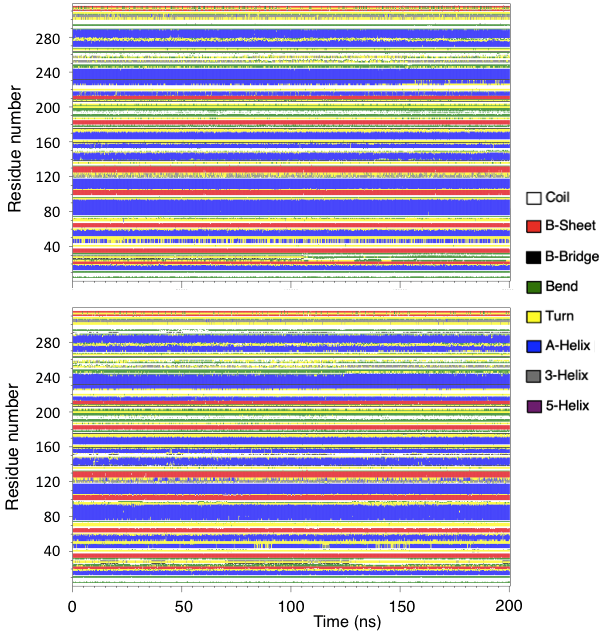 280
240
200
160
120
80
40
Residue number
Coil
B-Sheet
B-Bridge
Bend
Turn
A-Helix
3-Helix
5-Helix
280
240
200
160
120
80
40
Residue number
0 50 100 150 200
Time (ns)